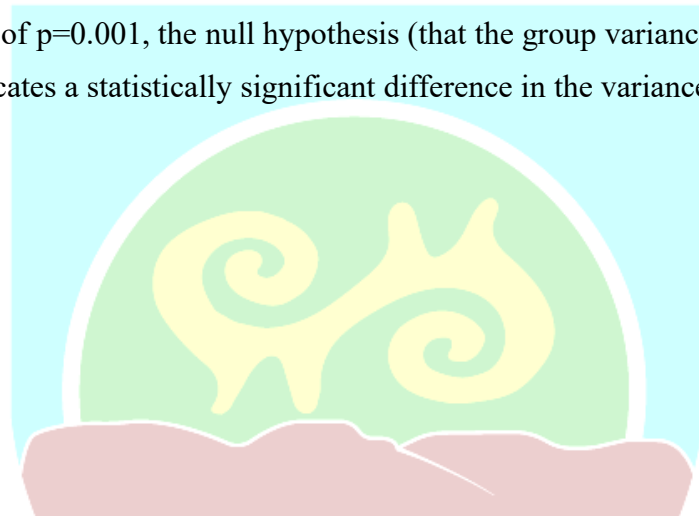 of p=0.001, the null hypothesis (that the group varianc
cates a statistically significant difference in the variance